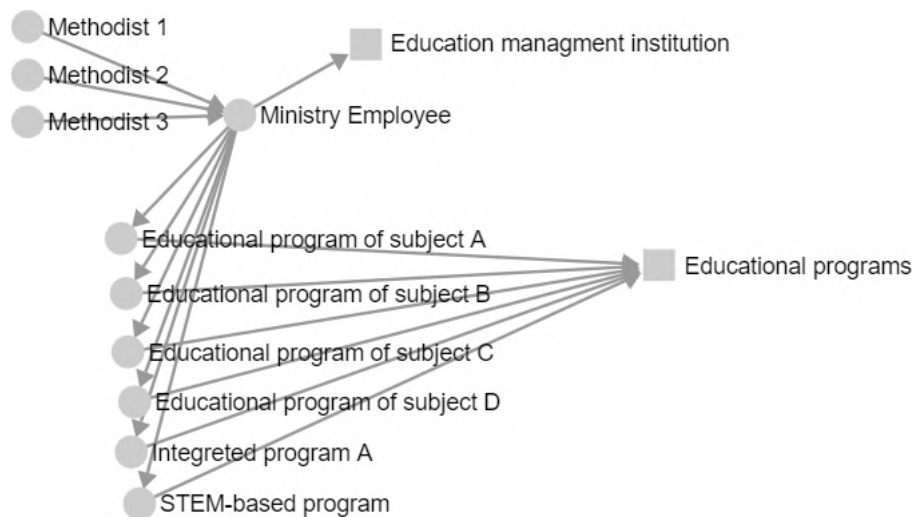 Methodist 1
Education managment institution
Methodist 2
Methodist 3
Ministry Employee
Educational program of subject A
Educational programs
Educational program of subject B
Educational program of subject C
Educational program of subject D
Integreted program A
STEM-based program